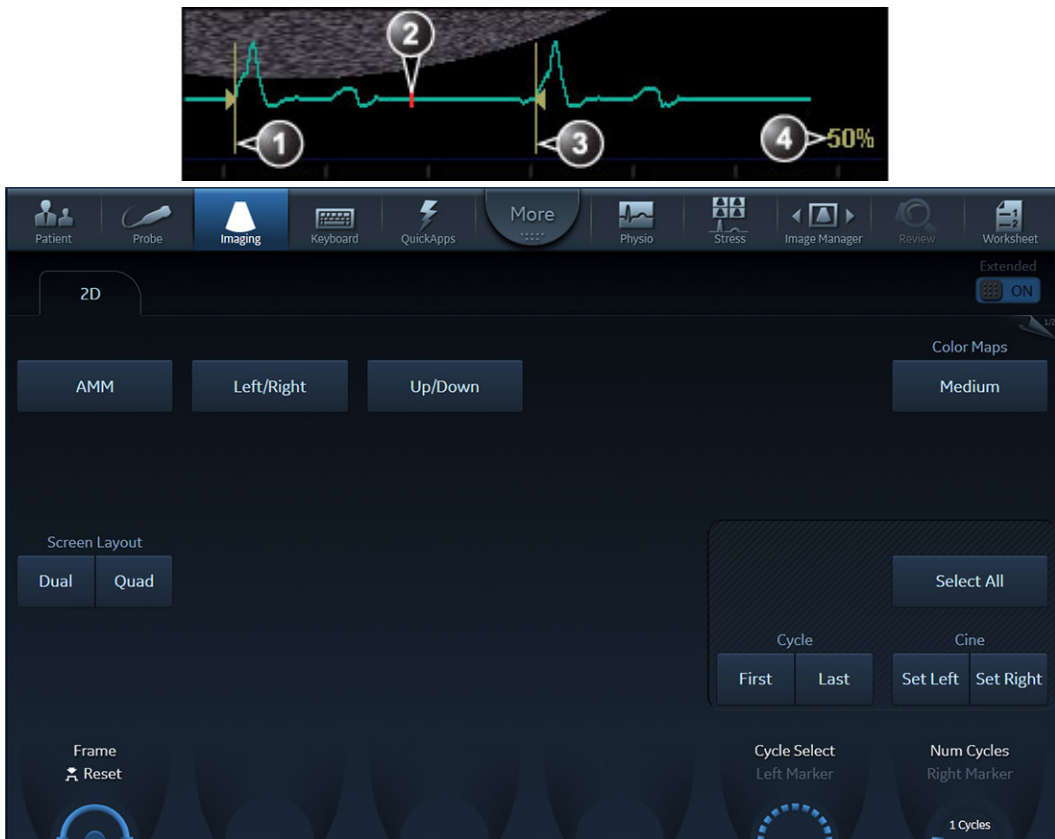 2
1
3
4
50%
Patient
Probe
Imaging
Keyboard
QuickApps
More
Physio
Stress
Image Manager
Review
Worksheet
Extended
ON
2D
1/2
Color Maps
AMM
Left/Right
Up/Down
Medium
Screen Layout
Dual
Quad
Select All
Cycle
Cine
First
Last
Set Left
Set Right
Frame
Reset
Cycle Select
Left Marker
Num Cycles
Right Marker
1 Cycles